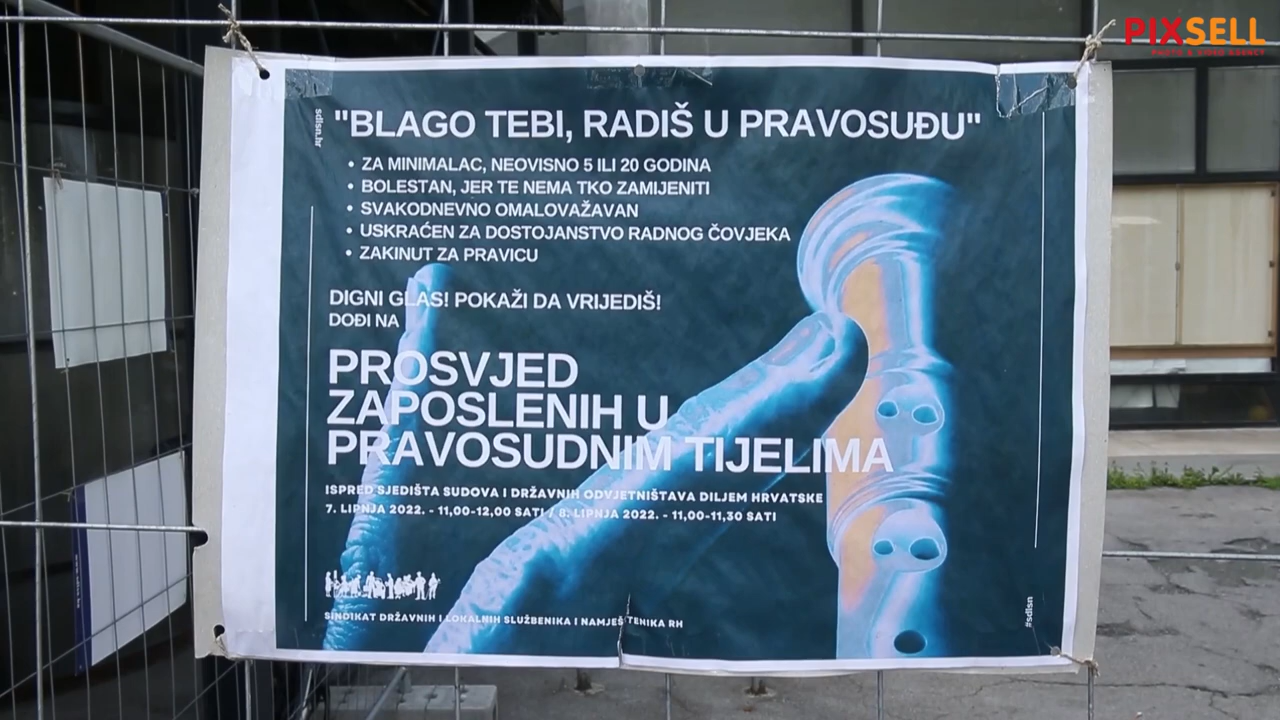 PIXSELL
PHOTO & VIDEO AGENCY
sdlsn.hr
"BLAGO TEBI, RADIŠ U PRAVOSUĐU"
• ZA MINIMALAC, NEOVISNO 5 ILI 20 GODINA
• BOLESTAN, JER TE NEMA TKO ZAMIJENITI
• SVAKODNEVNO OMALOVAŽAVAN
• USKRAĆEN ZA DOSTOJANSTVO RADNOG ČOVJEKA
• ZAKINUT ZA PRAVICU
DIGNI GLAS! POKAŽI DA VRIJEDIŠ!
DOĐI NA
PROSVJED
ZAPOSLENIH U
PRAVOSUDNIM TIJELIMA
ISPRED SJEDIŠTA SUDOVA I DRŽAVNIH ODVJETNIŠTAVA DILJEM HRVATSKE
7. LIPNJA 2022. - 11,00-12,00 SATI / 8. LIPNJA 2022. - 11,00-11,30 SATI
SINDIKAT DRŽAVNIH I LOKALNIH SLUŽBENIKA I NAMJEŠTENIKA RH
#sdlsn